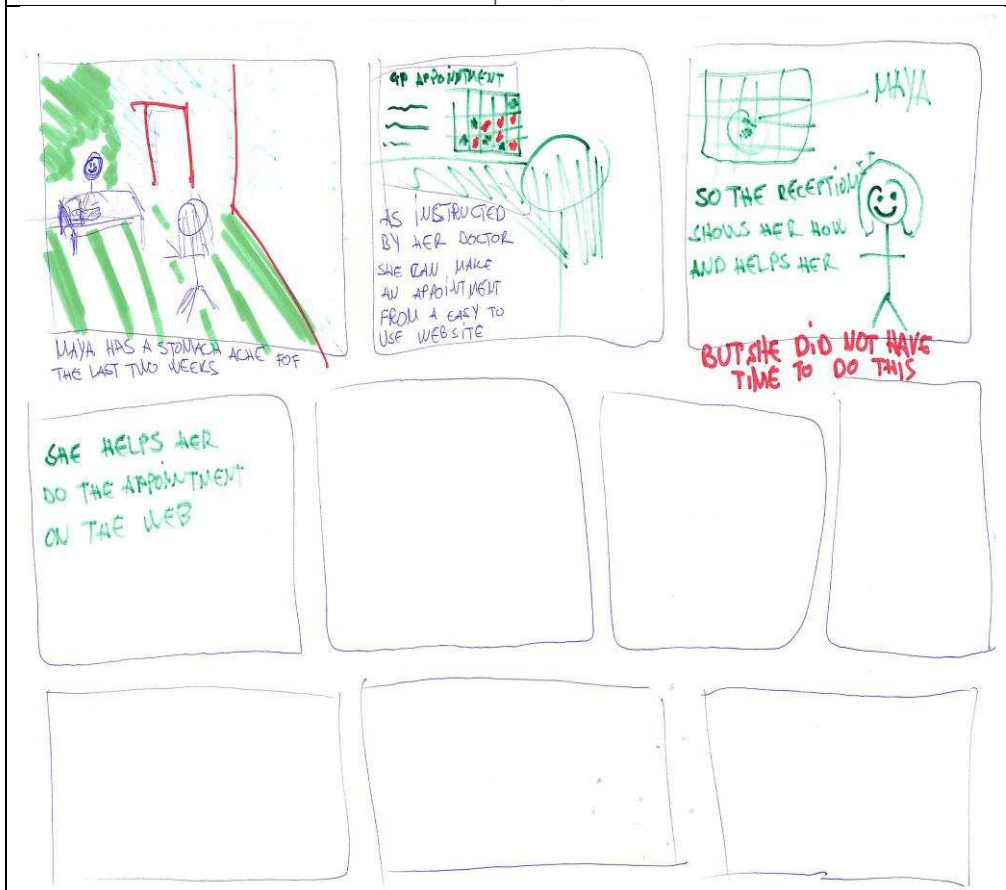 MAYA HAS A STOMACH ACHE FOF
THE LAST TWO WEEKS
GP APPOINTMENT
AS INSTRUCTED
BY HER DOCTOR
SHE CAN MAKE
AN APPOINTMENT
FROM A EASY TO
USE WEBSITE
MAYA
SO THE RECEPTION
SHOWS HER HOW
AND HELPS HER
BUT SHE DID NOT HAVE
TIME TO DO THIS
SHE HELPS HER
DO THE APPOINTMENT
ON THE WEB